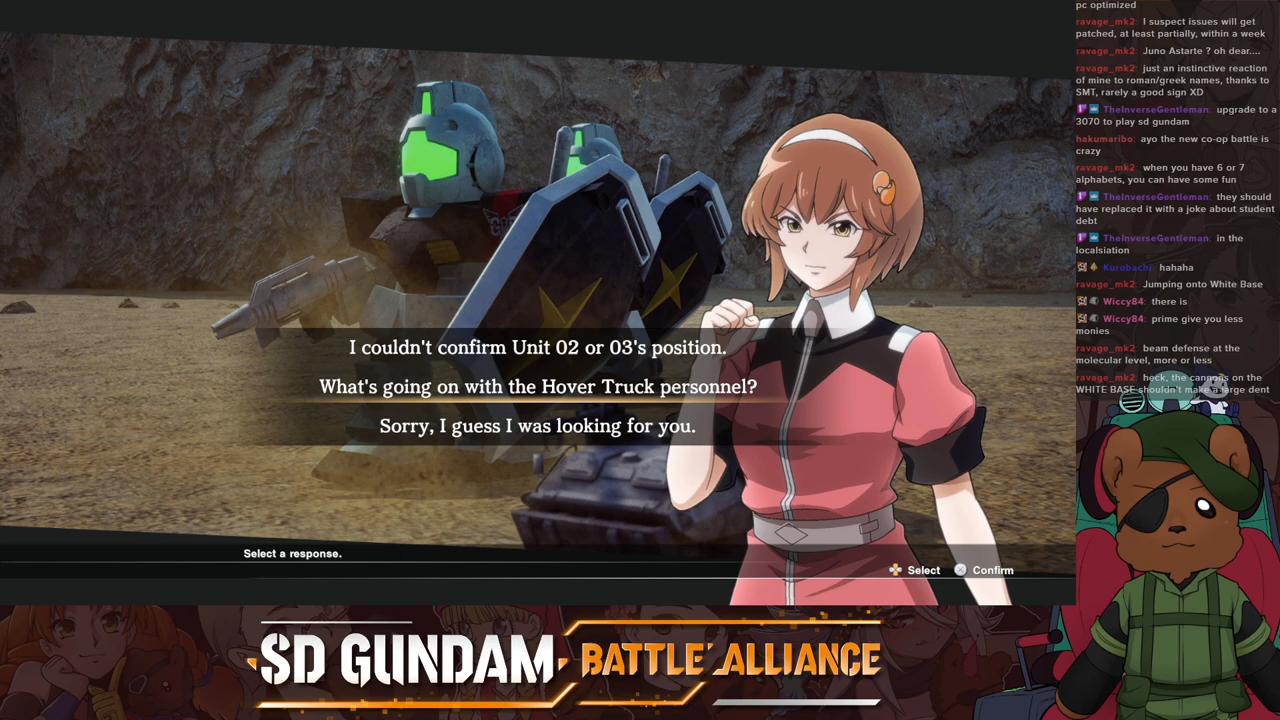 I couldn't confirm Unit 02 or 03's position.
What's going on with the Hover Truck personnel?
Sorry, I guess I was looking for you.
Select a response.
Select
Confirm
SD GUNDAM BATTLE ALLIANCE
pc optimized
ravage_mk2: I suspect issues will get
patched, at least partially, within a week
ravage_mk2: Juno Astarte ? oh dear....
ravage_mk2: just an instinctive reaction
of mine to roman/greek names, thanks to
SMT, rarely a good sign XD
TheInverseGentleman: upgrade to a
3070 to play sd gundam
hakumaribo: ayo the new co-op battle is
crazy
ravage_mk2: when you have 6 or 7
alphabets, you can have some fun
TheInverseGentleman: they should
have replaced it with a joke about student
debt
TheInverseGentleman: in the
localsiation
Kurobachi: hahaha
ravage_mk2: Jumping onto White Base
Wiccy84: there is
Wiccy84: prime give you less
monies
ravage_mk2: beam defense at the
molecular level, more or less
ravage_mk2: heck, the cannons on the
WHITE BASE shouldn't make a large dent